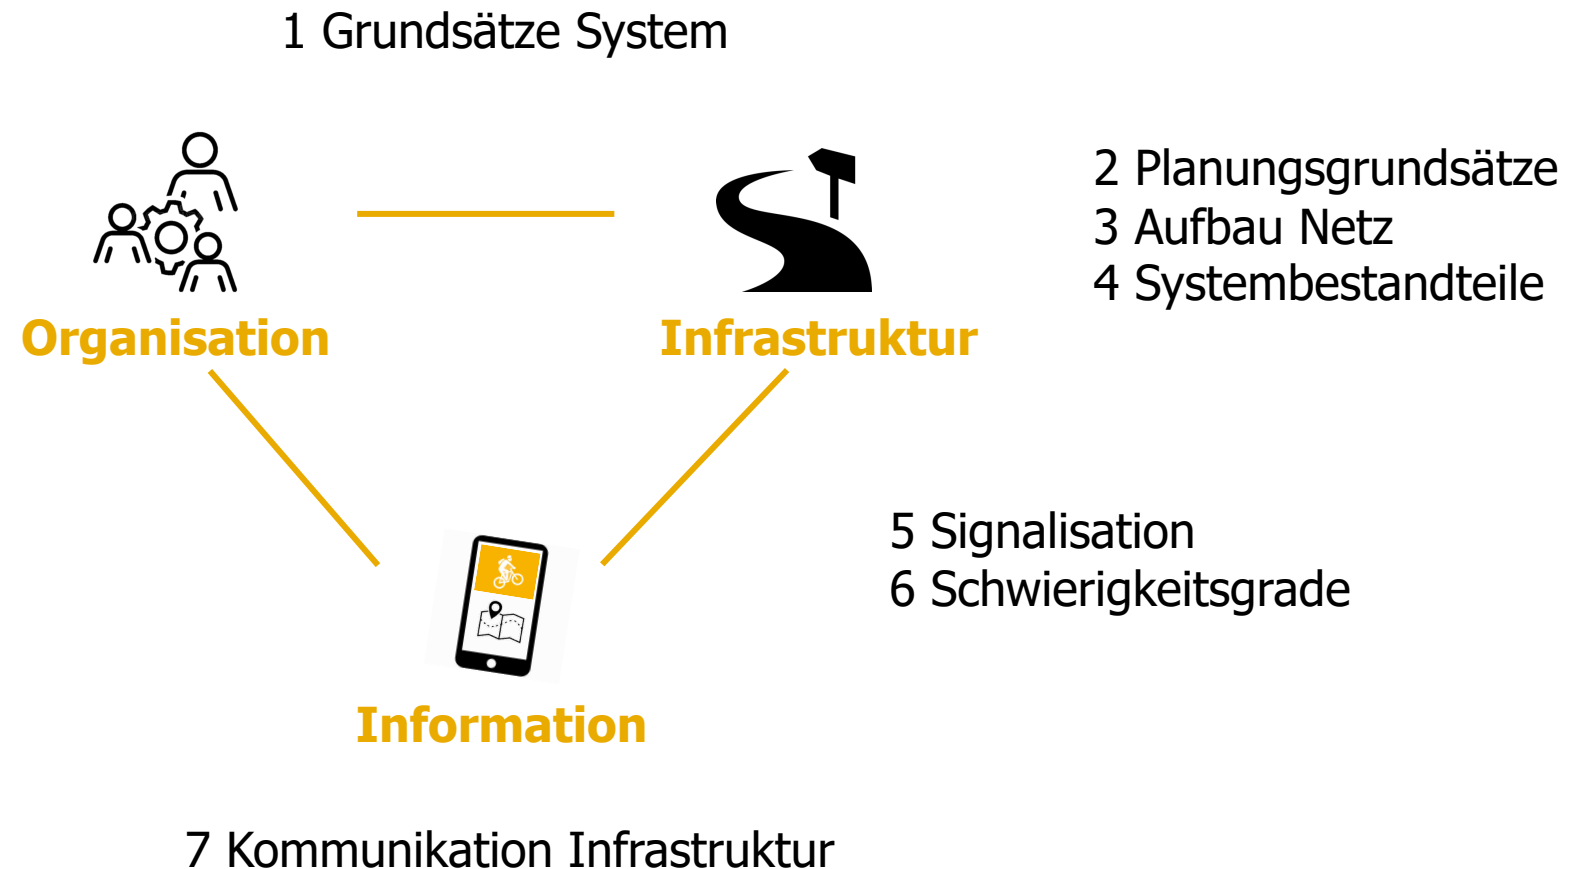 1 Grundsätze System
2 Planungsgrundsätze
3 Aufbau Netz
4 Systembestandteile
Organisation
Infrastruktur
5 Signalisation
6 Schwierigkeitsgrade
Information
7 Kommunikation Infrastruktur